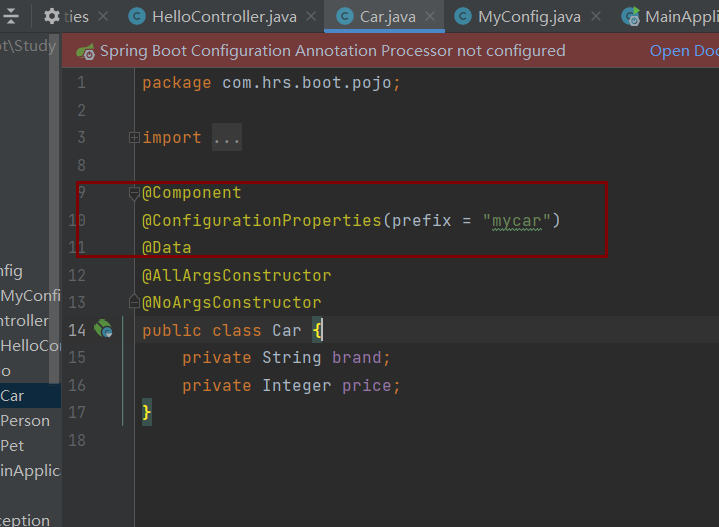 ties HelloController.java Car.java MyConfig.java MainApplic
ot\Study
Spring Boot Configuration Annotation Processor not configured Open Doc
1 package com.hrs.boot.pojo;
2
3 import ...
8
9 @Component
10 @ConfigurationProperties(prefix = "mycar")
11 @Data
12 @AllArgsConstructor
13 @NoArgsConstructor
14 public class Car {
15 private String brand;
16 private Integer price;
17 }
18
nfig
MyConfi
ntroller
HelloCo
o
Car
Person
Pet
inApplic
ception